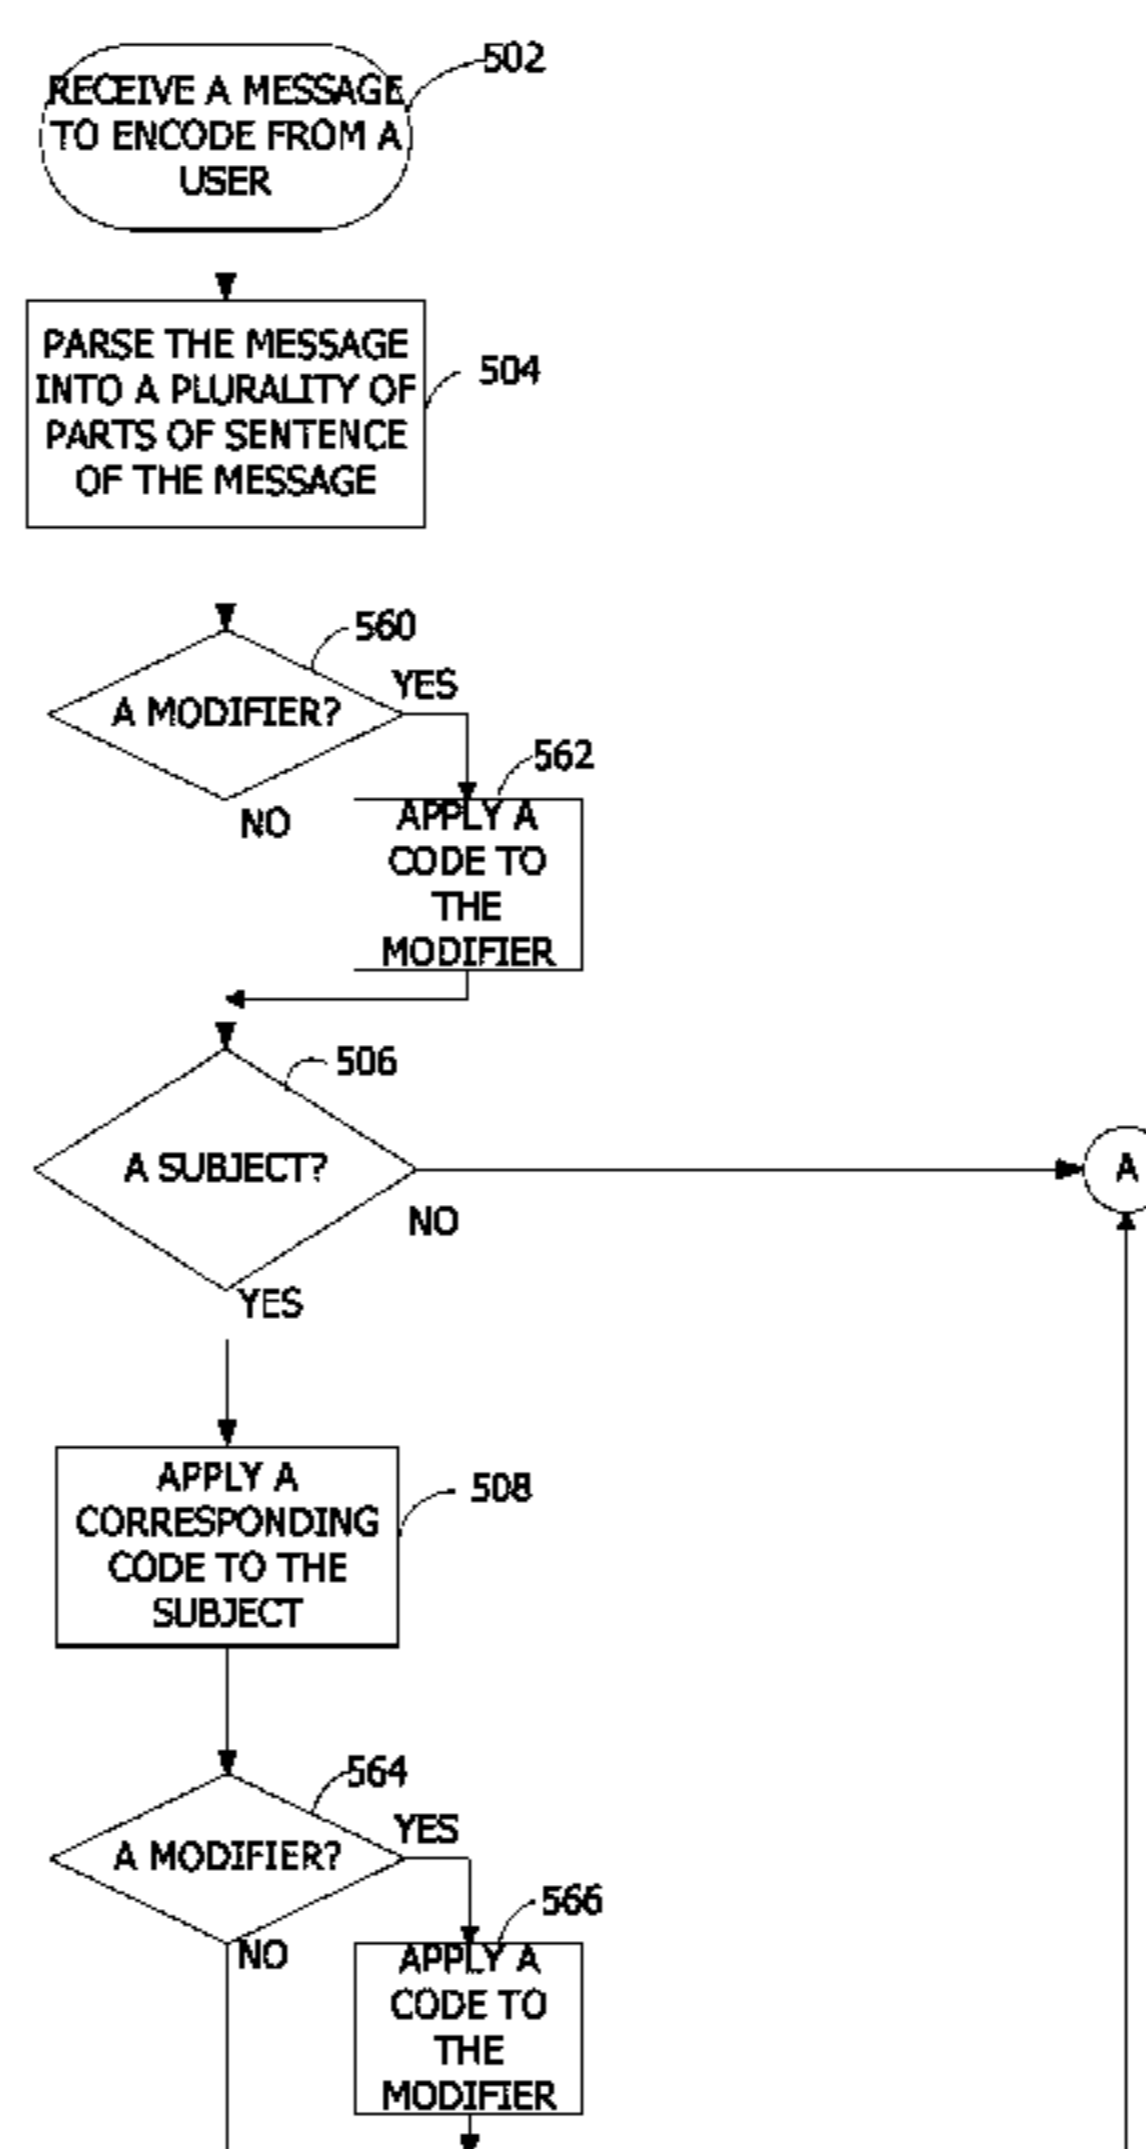 RECEIVE A MESSAGE
TO ENCODE FROM A
USER
502
PARSE THE MESSAGE
INTO A PLURALITY OF
PARTS OF SENTENCE
OF THE MESSAGE
504
560
A MODIFIER?
YES
NO
562
APPLY A
CODE TO
THE
MODIFIER
506
A SUBJECT?
A
NO
YES
APPLY A
CORRESPONDING
CODE TO THE
SUBJECT
508
564
A MODIFIER?
YES
NO
566
APPLY A
CODE TO
THE
MODIFIER